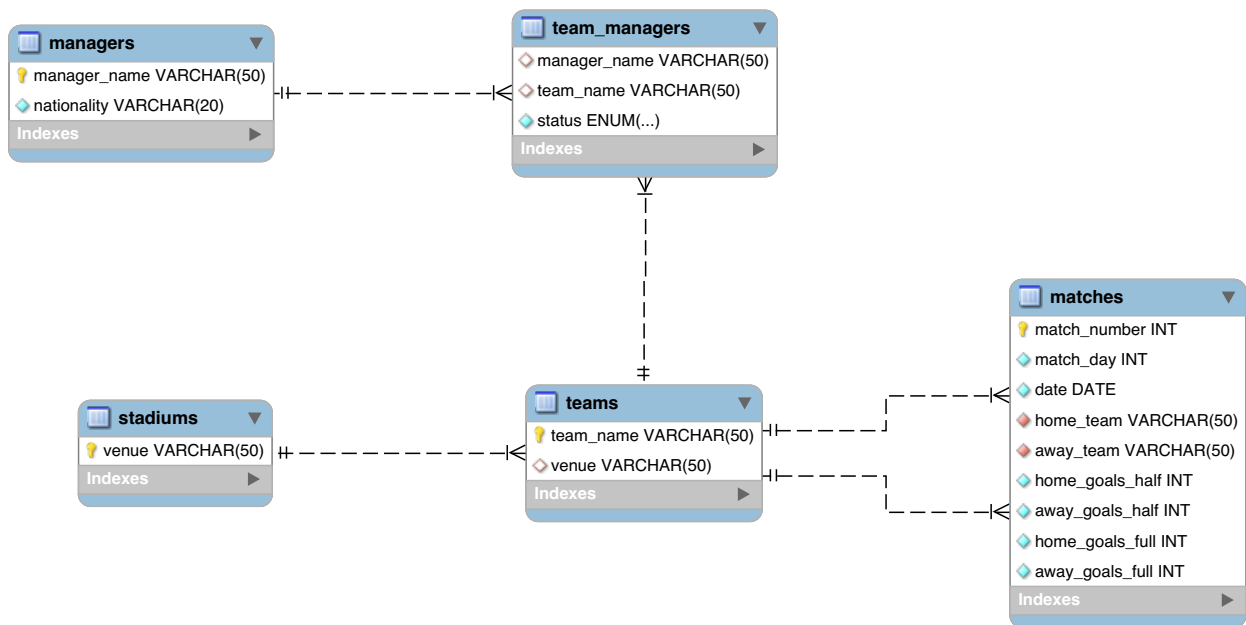 managers
manager_name VARCHAR(50)
nationality VARCHAR(20)
Indexes
team_managers
manager_name VARCHAR(50)
team_name VARCHAR(50)
status ENUM(...)
Indexes
stadiums
venue VARCHAR(50)
Indexes
teams
team_name VARCHAR(50)
venue VARCHAR(50)
Indexes
matches
match_number INT
match_day INT
date DATE
home_team VARCHAR(50)
away_team VARCHAR(50)
home_goals_half INT
away_goals_half INT
home_goals_full INT
away_goals_full INT
Indexes